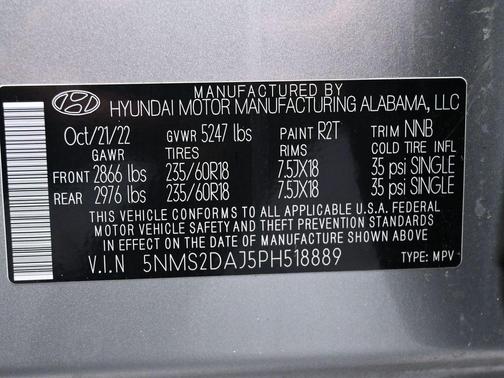 MANUFACTURED BY
HYUNDAI MOTOR MANUFACTURING ALABAMA, LLC
Oct/21/22 GVWR 5247 lbs PAINT R2T TRIM NNB
GAWR TIRES RIMS COLD TIRE INFL
FRONT 2866 lbs 235/60R18 7.5JX18 35 psi SINGLE
REAR 2976 lbs 235/60R18 7.5JX18 35 psi SINGLE
THIS VEHICLE CONFORMS TO ALL APPLICABLE U.S.A. FEDERAL
MOTOR VEHICLE SAFETY AND THEFT PREVENTION STANDARDS
IN EFFECT ON THE DATE OF MANUFACTURE SHOWN ABOVE.
V.I.N 5NMS2DAJ5PH518889 TYPE: MPV